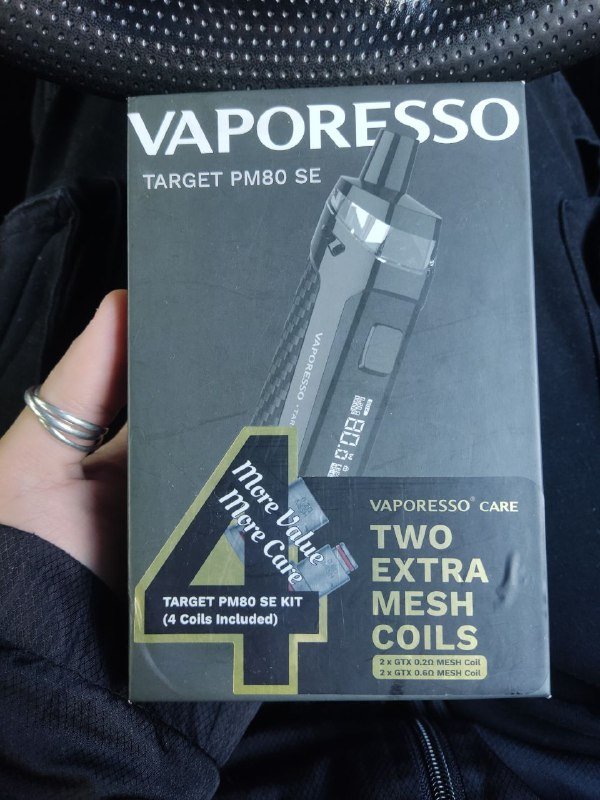 VAPORESSO
TARGET PM80 SE
VAPORESSO · TAR
80.0
W
More Value
More Care
TARGET PM80 SE KIT
(4 Coils Included)
4
VAPORESSO® CARE
TWO
EXTRA
MESH
COILS
2 x GTX 0.2Ω MESH Coil
2 x GTX 0.6Ω MESH Coil